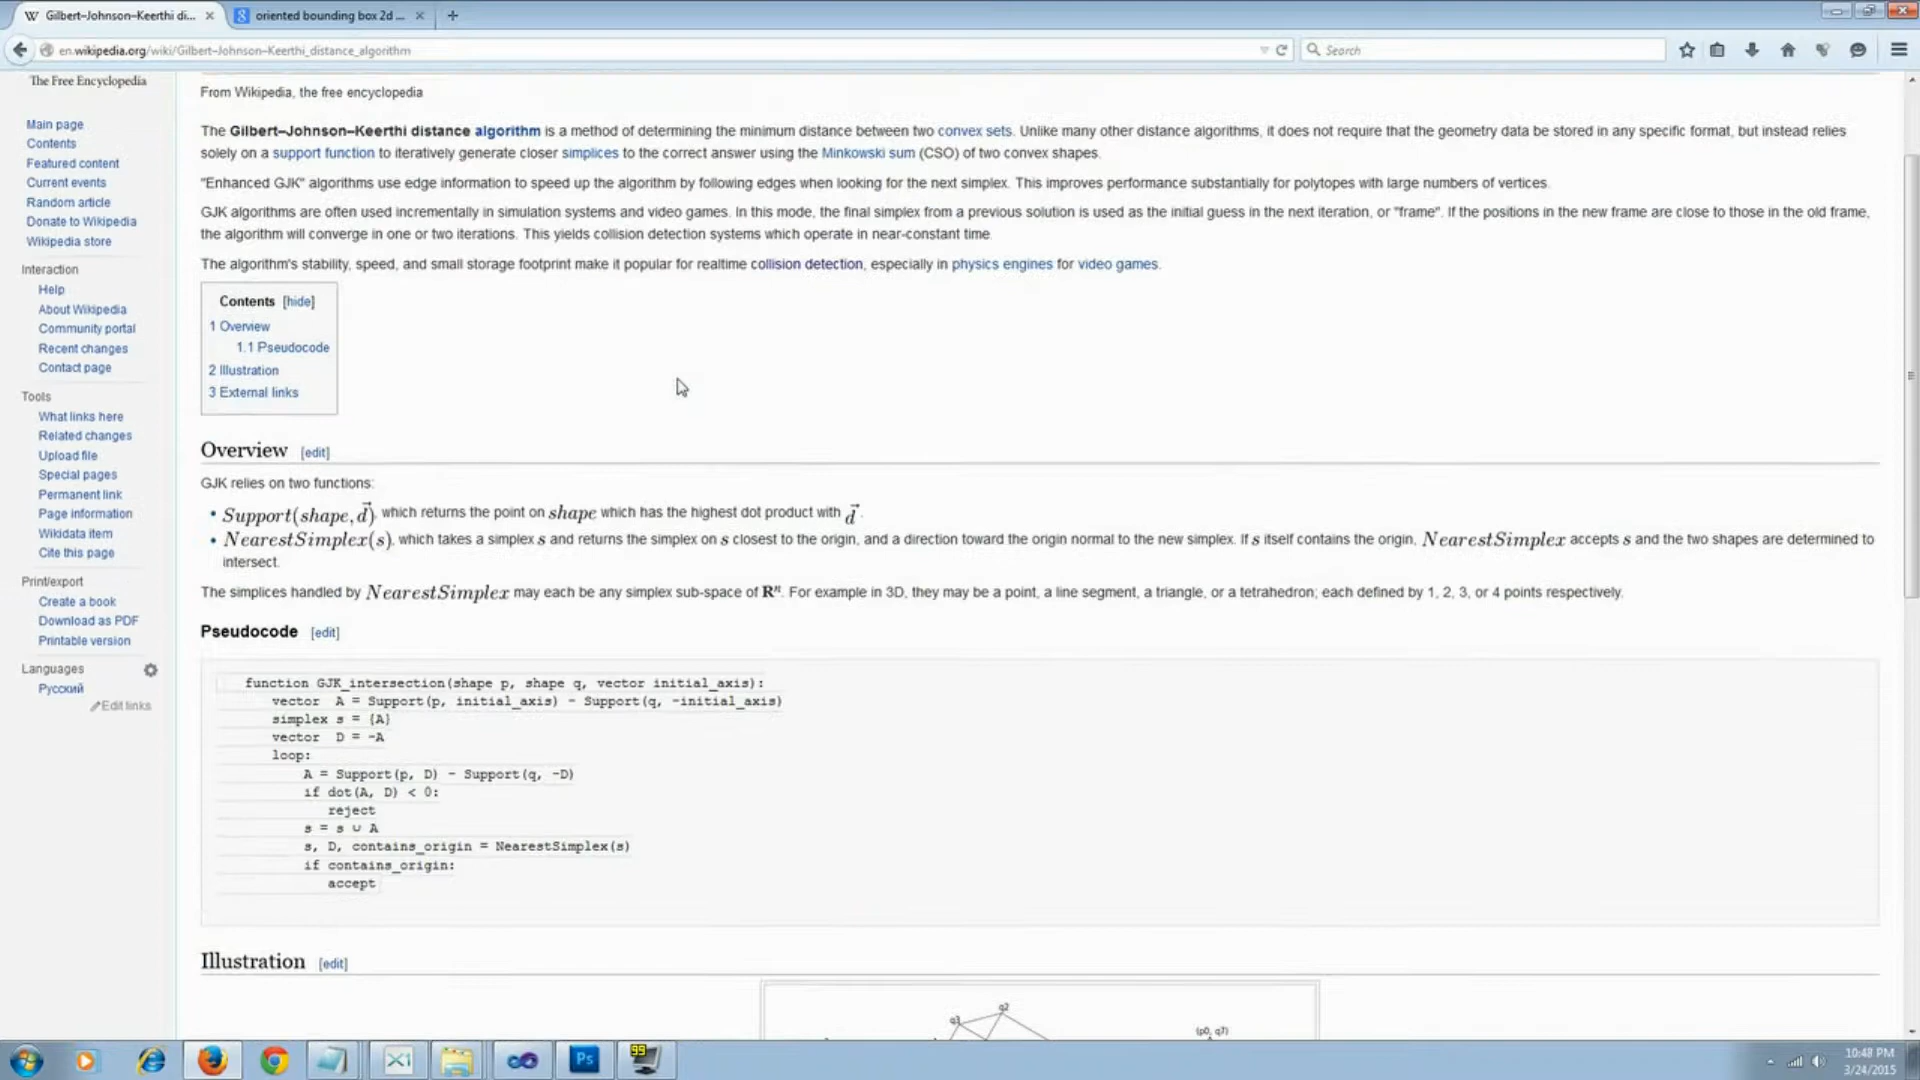 Gilbert–Johnson–Keerthi di...
oriented bounding box 2d ...
en.wikipedia.org/wiki/Gilbert–Johnson–Keerthi_distance_algorithm
Search
The Free Encyclopedia
Main page
Contents
Featured content
Current events
Random article
Donate to Wikipedia
Wikipedia store
Interaction
Help
About Wikipedia
Community portal
Recent changes
Contact page
Tools
What links here
Related changes
Upload file
Special pages
Permanent link
Page information
Wikidata item
Cite this page
Print/export
Create a book
Download as PDF
Printable version
Languages
Русский
Edit links
From Wikipedia, the free encyclopedia
The Gilbert–Johnson–Keerthi distance algorithm is a method of determining the minimum distance between two convex sets. Unlike many other distance algorithms, it does not require that the geometry data be stored in any specific format, but instead relies
solely on a support function to iteratively generate closer simplices to the correct answer using the Minkowski sum (CSO) of two convex shapes.
"Enhanced GJK" algorithms use edge information to speed up the algorithm by following edges when looking for the next simplex. This improves performance substantially for polytopes with large numbers of vertices.
GJK algorithms are often used incrementally in simulation systems and video games. In this mode, the final simplex from a previous solution is used as the initial guess in the next iteration, or "frame". If the positions in the new frame are close to those in the old frame,
the algorithm will converge in one or two iterations. This yields collision detection systems which operate in near-constant time.
The algorithm's stability, speed, and small storage footprint make it popular for realtime collision detection, especially in physics engines for video games.
Contents [hide]
1 Overview
1.1 Pseudocode
2 Illustration
3 External links
Overview [edit]
GJK relies on two functions:
• Support(shape, d⃗), which returns the point on shape which has the highest dot product with d⃗.
• NearestSimplex(s), which takes a simplex s and returns the simplex on s closest to the origin, and a direction toward the origin normal to the new simplex. If s itself contains the origin, NearestSimplex accepts s and the two shapes are determined to
intersect.
The simplices handled by NearestSimplex may each be any simplex sub-space of Rⁿ. For example in 3D, they may be a point, a line segment, a triangle, or a tetrahedron; each defined by 1, 2, 3, or 4 points respectively.
Pseudocode [edit]
function GJK_intersection(shape p, shape q, vector initial_axis):
vector A = Support(p, initial_axis) - Support(q, -initial_axis)
simplex s = {A}
vector D = -A
loop:
A = Support(p, D) - Support(q, -D)
if dot(A, D) < 0:
reject
s = s ∪ A
s, D, contains_origin = NearestSimplex(s)
if contains_origin:
accept
Illustration [edit]
q2
q3
(p0, q7)
99
Ps
10:48 PM
3/24/2015